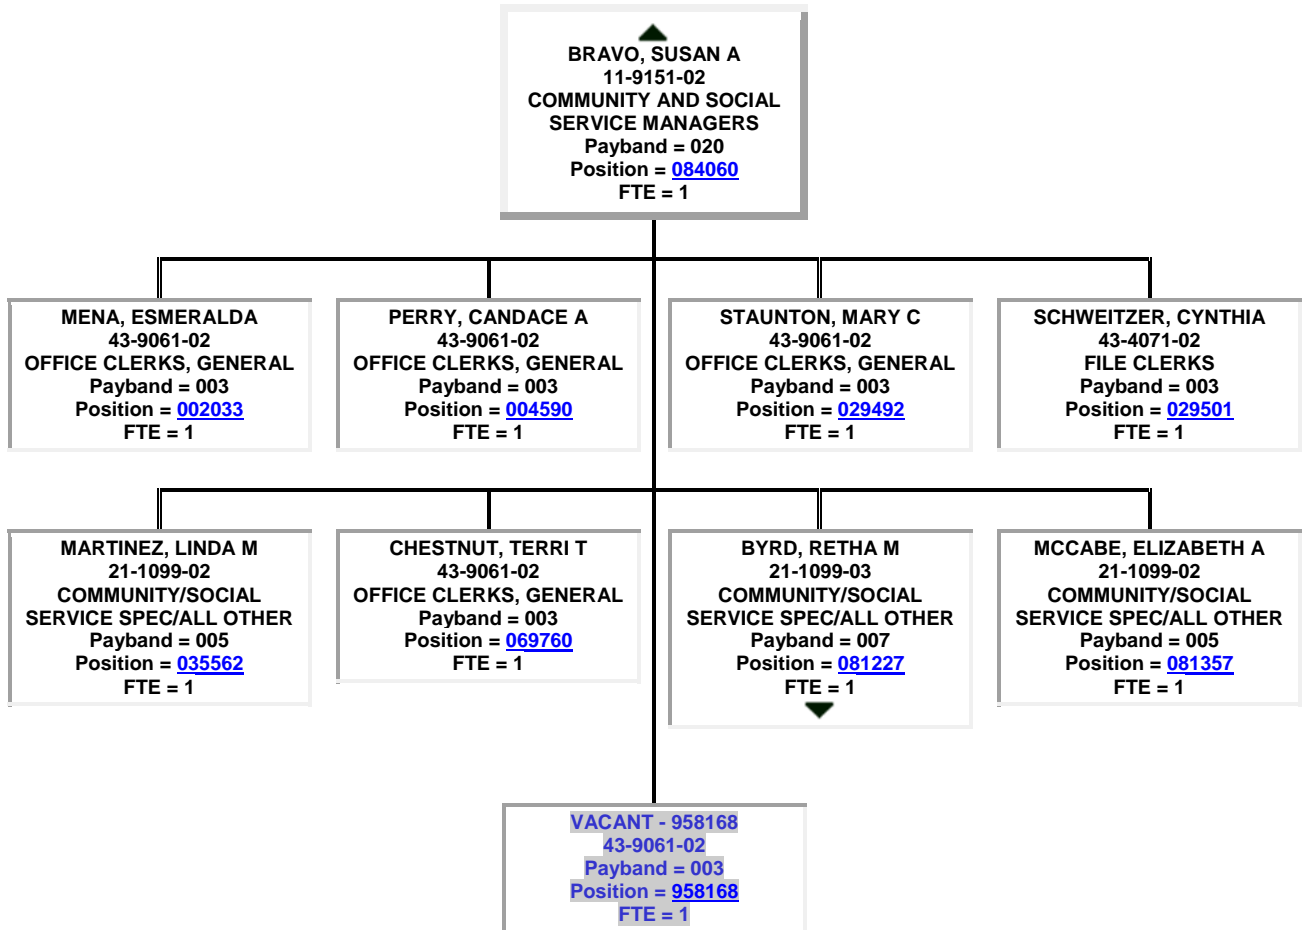 BRAVO, SUSAN A
11-9151-02
COMMUNITY AND SOCIAL
SERVICE MANAGERS
Payband = 020
Position = 084060
FTE = 1
MENA, ESMERALDA
43-9061-02
OFFICE CLERKS, GENERAL
Payband = 003
Position = 002033
FTE = 1
PERRY, CANDACE A
43-9061-02
OFFICE CLERKS, GENERAL
Payband = 003
Position = 004590
FTE = 1
STAUNTON, MARY C
43-9061-02
OFFICE CLERKS, GENERAL
Payband = 003
Position = 029492
FTE = 1
SCHWEITZER, CYNTHIA
43-4071-02
FILE CLERKS
Payband = 003
Position = 029501
FTE = 1
MARTINEZ, LINDA M
21-1099-02
COMMUNITY/SOCIAL
SERVICE SPEC/ALL OTHER
Payband = 005
Position = 035562
FTE = 1
CHESTNUT, TERRI T
43-9061-02
OFFICE CLERKS, GENERAL
Payband = 003
Position = 069760
FTE = 1
BYRD, RETHA M
21-1099-03
COMMUNITY/SOCIAL
SERVICE SPEC/ALL OTHER
Payband = 007
Position = 081227
FTE = 1
MCCABE, ELIZABETH A
21-1099-02
COMMUNITY/SOCIAL
SERVICE SPEC/ALL OTHER
Payband = 005
Position = 081357
FTE = 1
VACANT - 958168
43-9061-02
Payband = 003
Position = 958168
FTE = 1